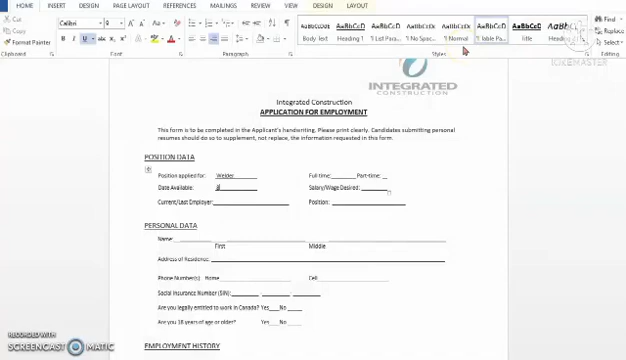 HOME INSERT DESIGN PAGE LAYOUT REFERENCES MAILINGS REVIEW VIEW DESIGN LAYOUT
Cut
Copy
Format Painter
Calibri
Clipboard Font Paragraph Styles Editing
Body Text Heading 1 ¶ List Para... ¶ No Spac... ¶ Normal ¶ Table Pa... Title Heading 2
Find
Replace
Select
KINEMASTER
INTEGRATED
CONSTRUCTION
Integrated Construction
APPLICATION FOR EMPLOYMENT
This form is to be completed in the Applicant's handwriting. Please print clearly. Candidates submitting personal
resumes should do so to supplement, not replace, the information requested in this form.
POSITION DATA
Position applied for: Welder Full time: Part-time:
Date Available: Salary/Wage Desired:
Current/Last Employer: Position:
PERSONAL DATA
Name:
First Middle
Address of Residence:
Phone Number(s): Home Cell
Social Insurance Number (SIN):
Are you legally entitled to work in Canada? Yes No
Are you 18 years of age or older? Yes No
EMPLOYMENT HISTORY
RECORDED WITH
SCREENCAST MATIC